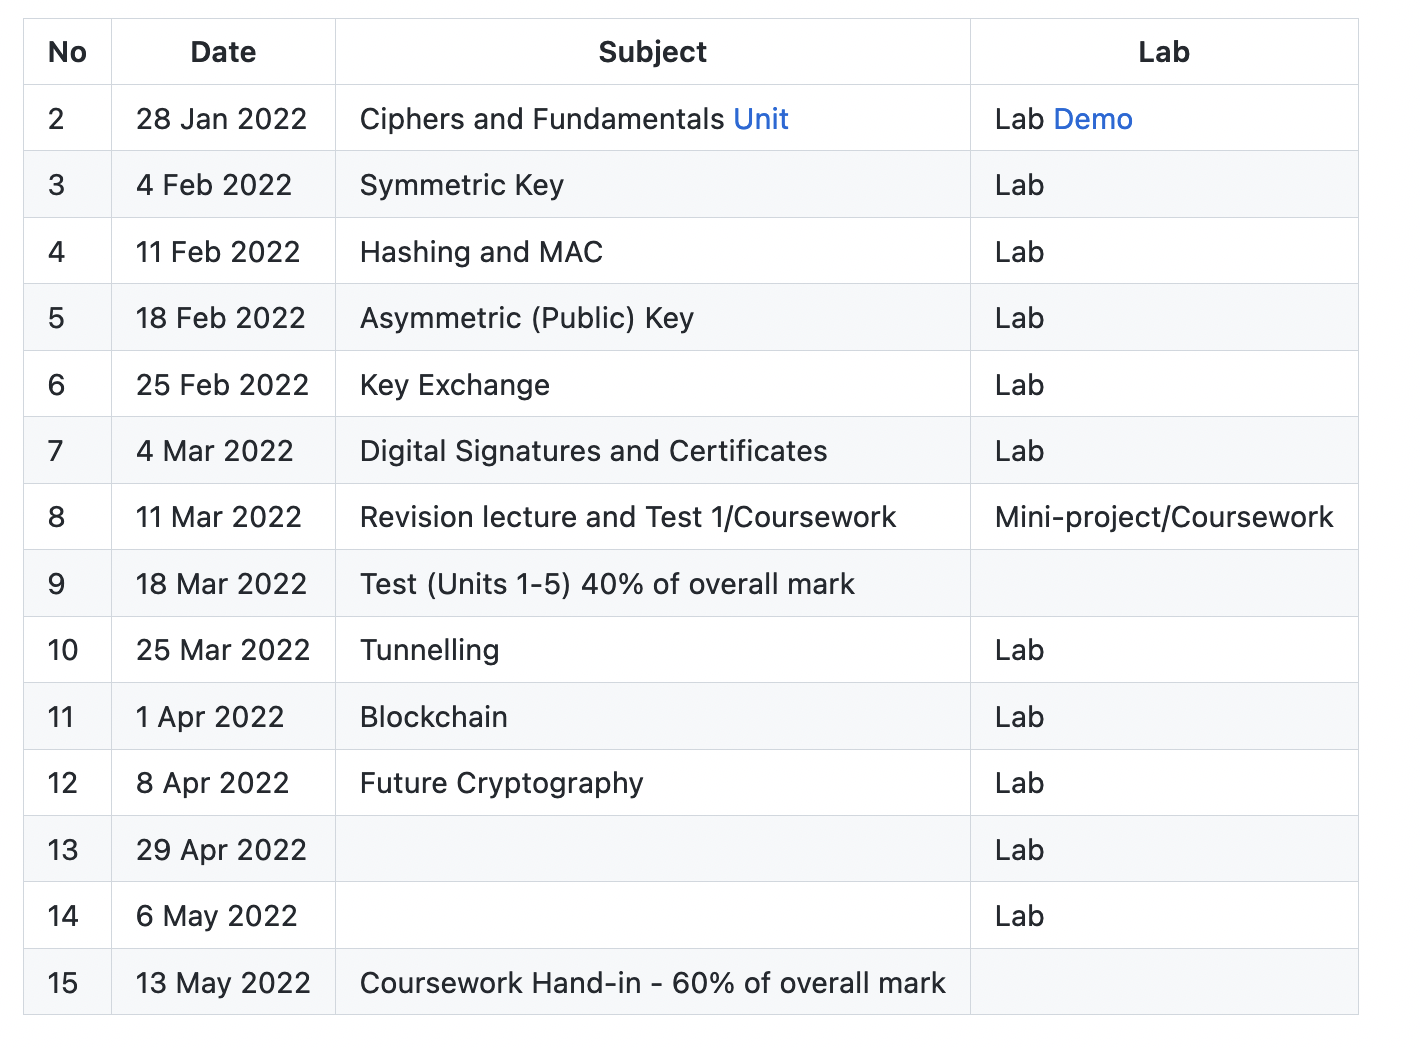 No Date Subject Lab
2 28 Jan 2022 Ciphers and Fundamentals Unit Lab Demo
3 4 Feb 2022 Symmetric Key Lab
4 11 Feb 2022 Hashing and MAC Lab
5 18 Feb 2022 Asymmetric (Public) Key Lab
6 25 Feb 2022 Key Exchange Lab
7 4 Mar 2022 Digital Signatures and Certificates Lab
8 11 Mar 2022 Revision lecture and Test 1/Coursework Mini-project/Coursework
9 18 Mar 2022 Test (Units 1-5) 40% of overall mark
10 25 Mar 2022 Tunnelling Lab
11 1 Apr 2022 Blockchain Lab
12 8 Apr 2022 Future Cryptography Lab
13 29 Apr 2022 Lab
14 6 May 2022 Lab
15 13 May 2022 Coursework Hand-in - 60% of overall mark